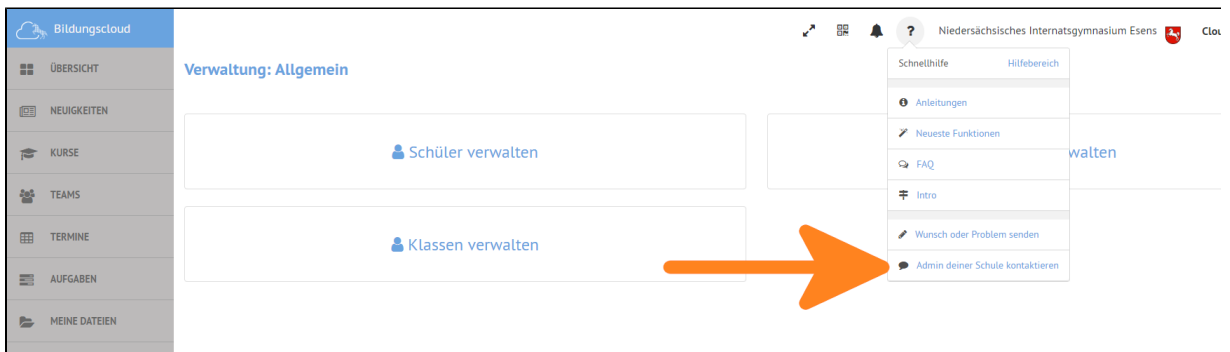 Bildungscloud
? Niedersächsisches Internatsgymnasium Esens Clou
ÜBERSICHT
NEUIGKEITEN
KURSE
TEAMS
TERMINE
AUFGABEN
MEINE DATEIEN
Verwaltung: Allgemein
Schüler verwalten
walten
Klassen verwalten
Schnellhilfe Hilfebereich
Anleitungen
Neueste Funktionen
FAQ
Intro
Wunsch oder Problem senden
Admin deiner Schule kontaktieren